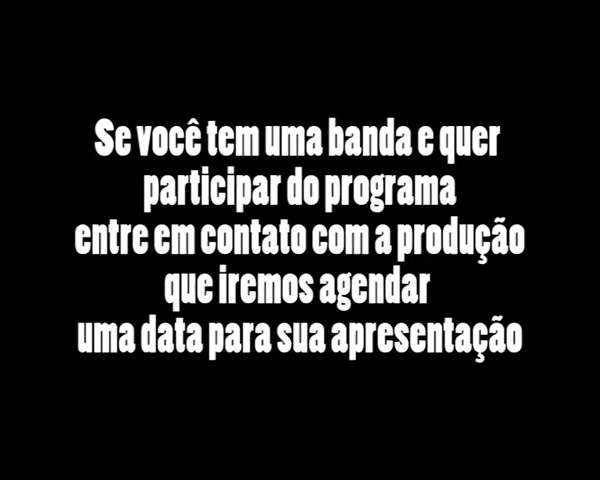 Se você tem uma banda e quer
participar do programa
entre em contato com a produção
que iremos agendar
uma data para sua apresentação